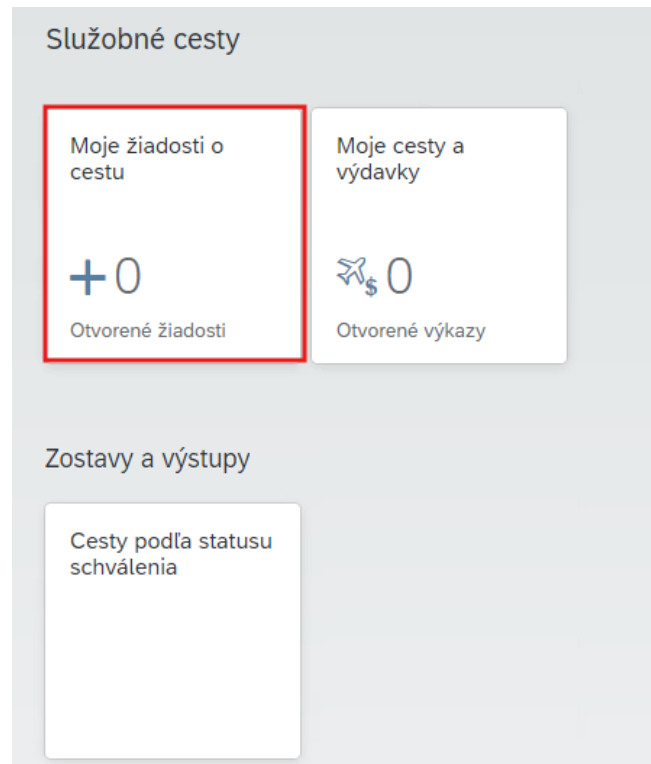 Služobné cesty
Moje žiadosti o
cestu
+0
Otvorené žiadosti
Moje cesty a
výdavky
$ 0
Otvorené výkazy
Zostavy a výstupy
Cesty podľa statusu
schválenia